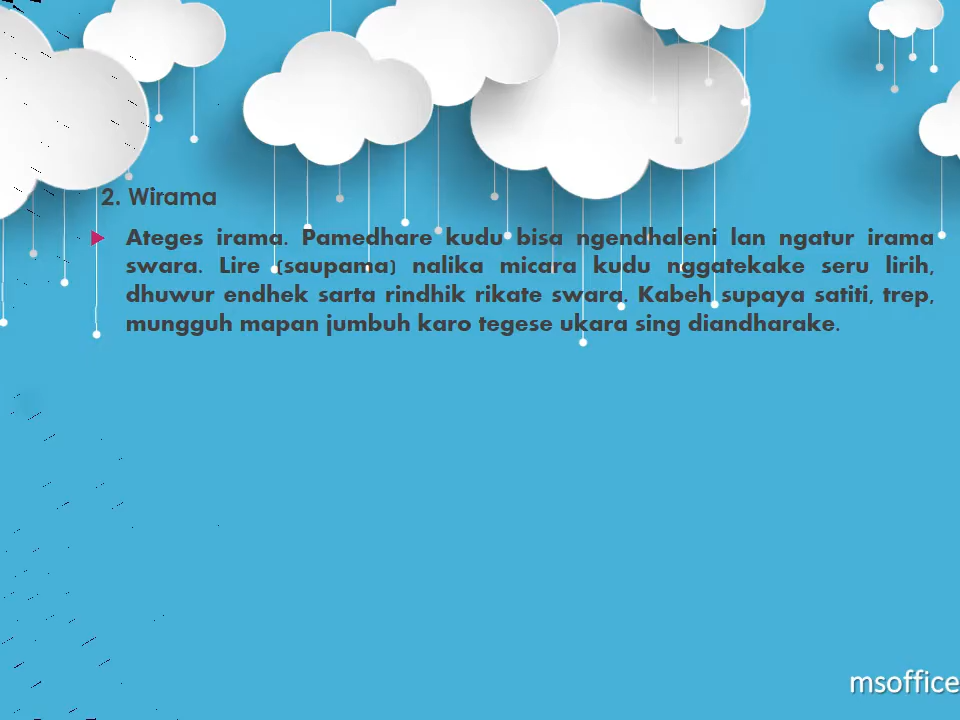 2. Wirama
Ateges irama. Pamedhare kudu bisa ngendhaleni lan ngatur irama
swara. Lire (saupama) nalika micara kudu nggatekake seru lirih,
dhuwur endhek sarta rindhik rikate swara. Kabeh supaya satiti, trep,
mungguh mapan jumbuh karo tegese ukara sing diandharake.
msoffice